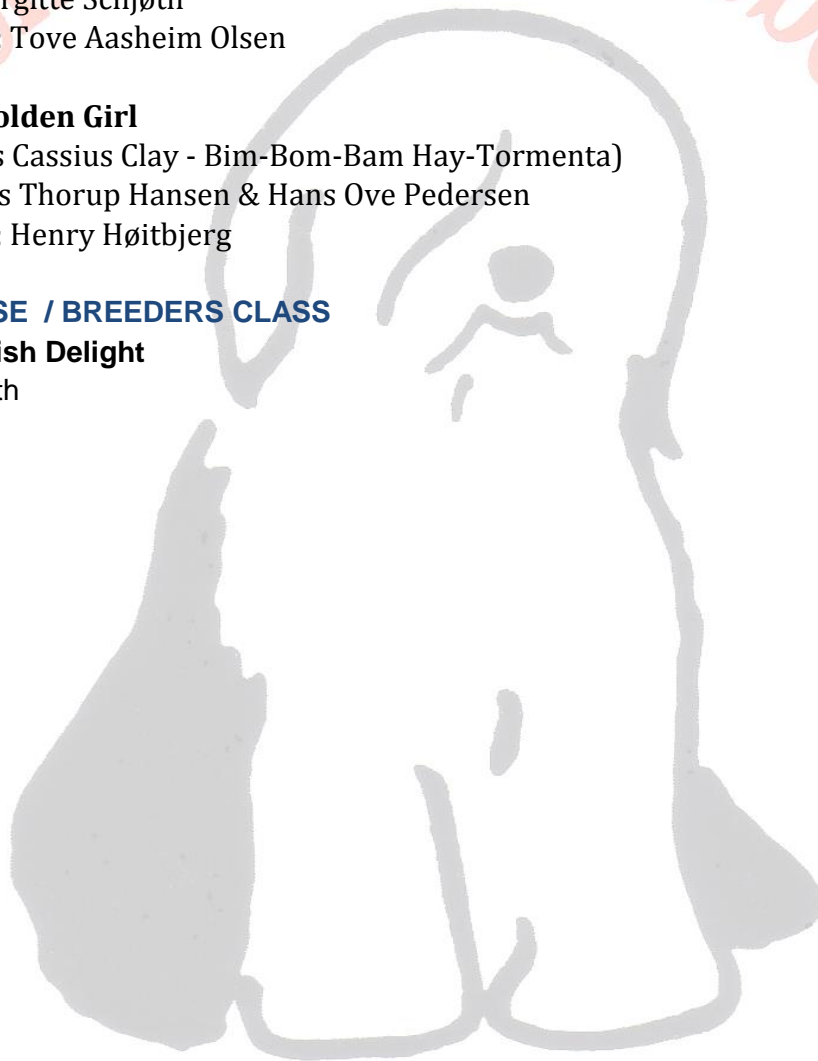 rgitte Schjøth
: Tove Aasheim Olsen
olden Girl
s Cassius Clay - Bim-Bom-Bam Hay-Tormenta)
s Thorup Hansen & Hans Ove Pedersen
: Henry Høitbjerg
SE / BREEDERS CLASS
ish Delight
th